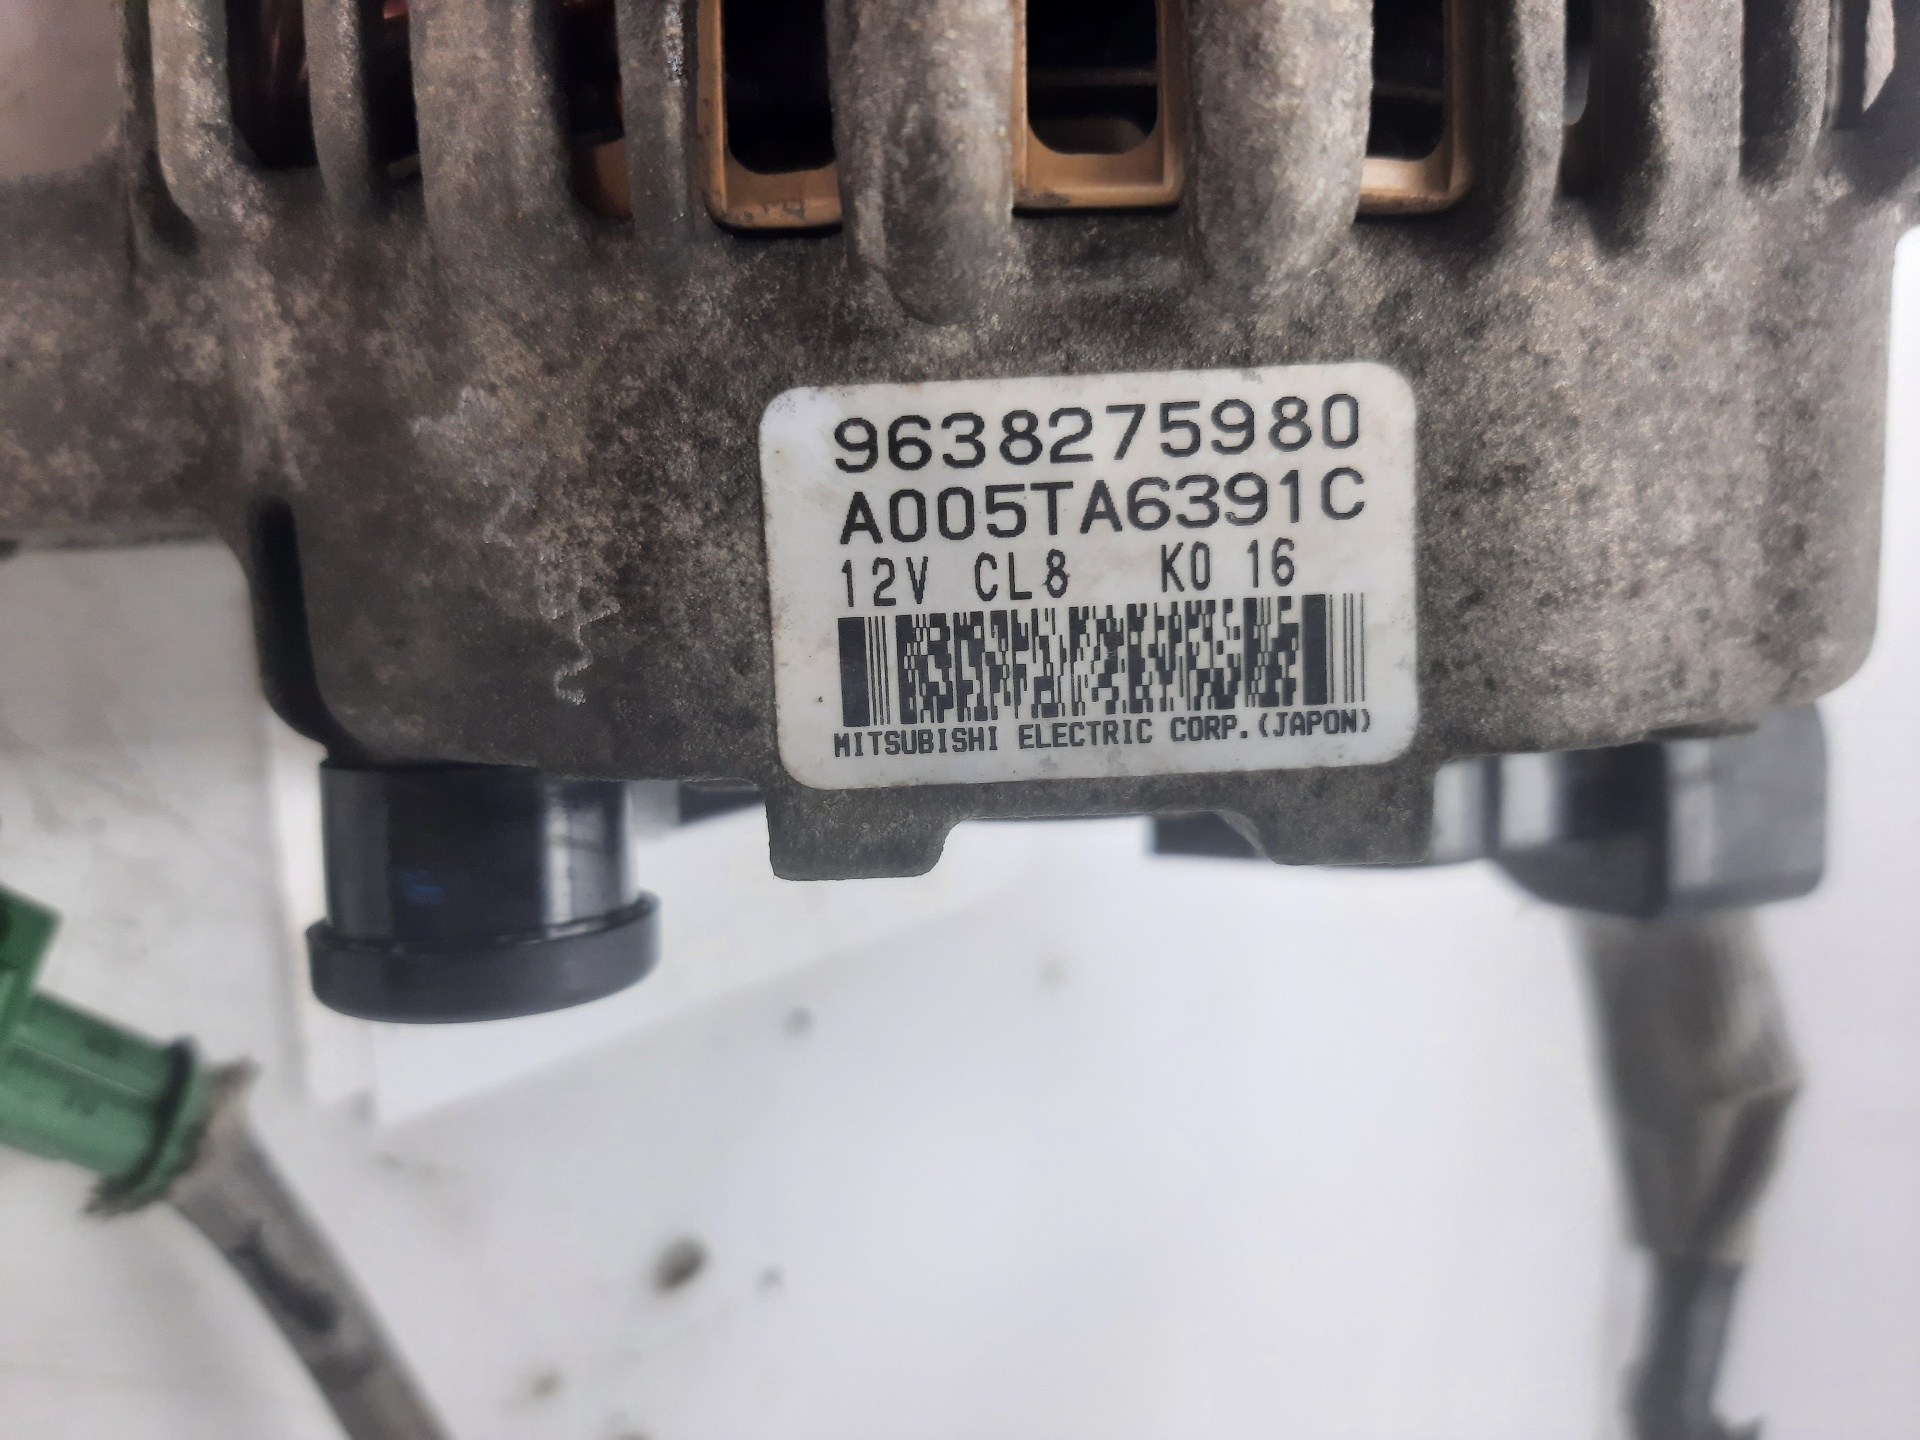 9638275980
A005TA6391C
12V CL8 K0 16
MITSUBISHI ELECTRIC CORP.(JAPON)